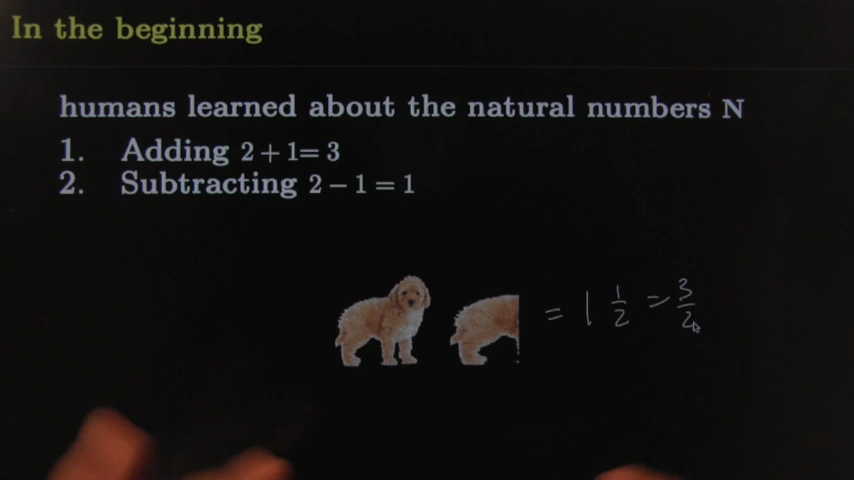 In the beginning
humans learned about the natural numbers N
1. Adding 2 + 1= 3
2. Subtracting 2 − 1 = 1
= 1 1/2 = 3/2